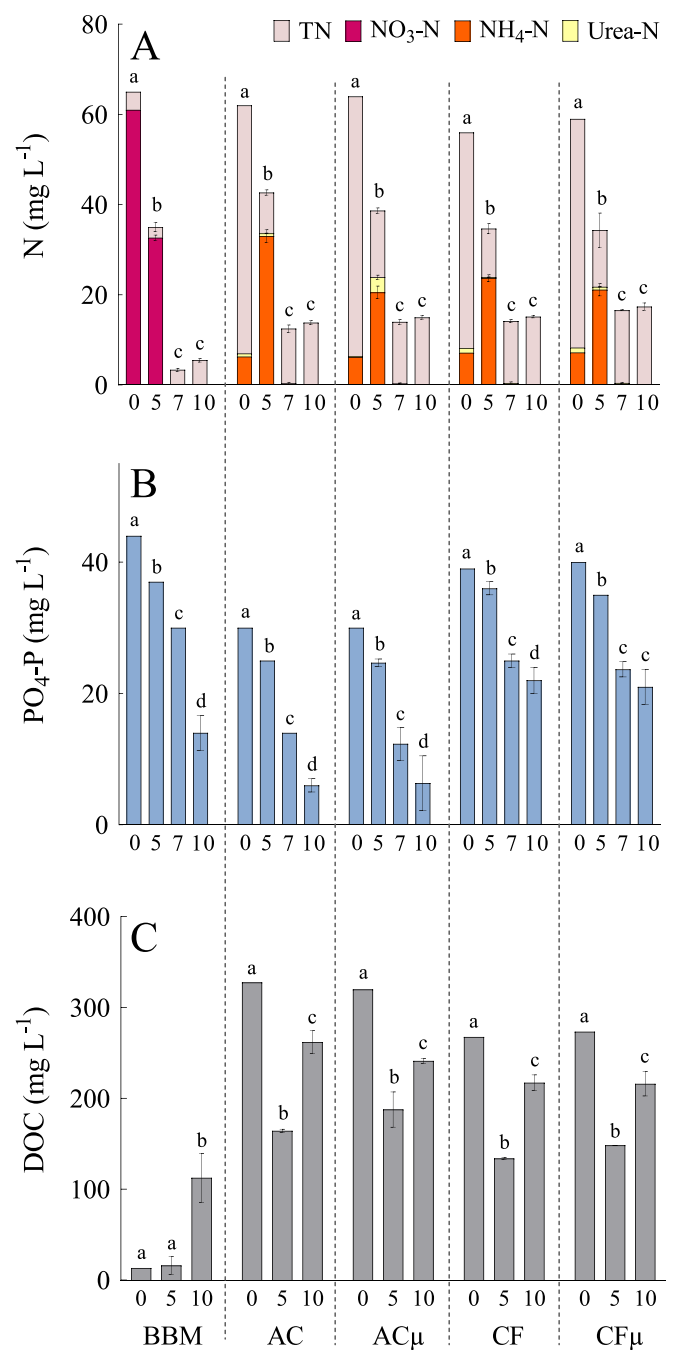 TN NO₃-N NH₄-N Urea-N
A
80
60
40
20
0
N (mg L⁻¹)
a b c c a b c c a b c c a b c c a b c c
0 5 7 10 0 5 7 10 0 5 7 10 0 5 7 10 0 5 7 10
B
40
20
0
PO₄-P (mg L⁻¹)
a b c d a b c d a b c d a b c d a b c c
0 5 7 10 0 5 7 10 0 5 7 10 0 5 7 10 0 5 7 10
C
400
300
200
100
0
DOC (mg L⁻¹)
a a b a b c a b c a b c a b c
0 5 10 0 5 10 0 5 10 0 5 10 0 5 10
BBM AC ACμ CF CFμ